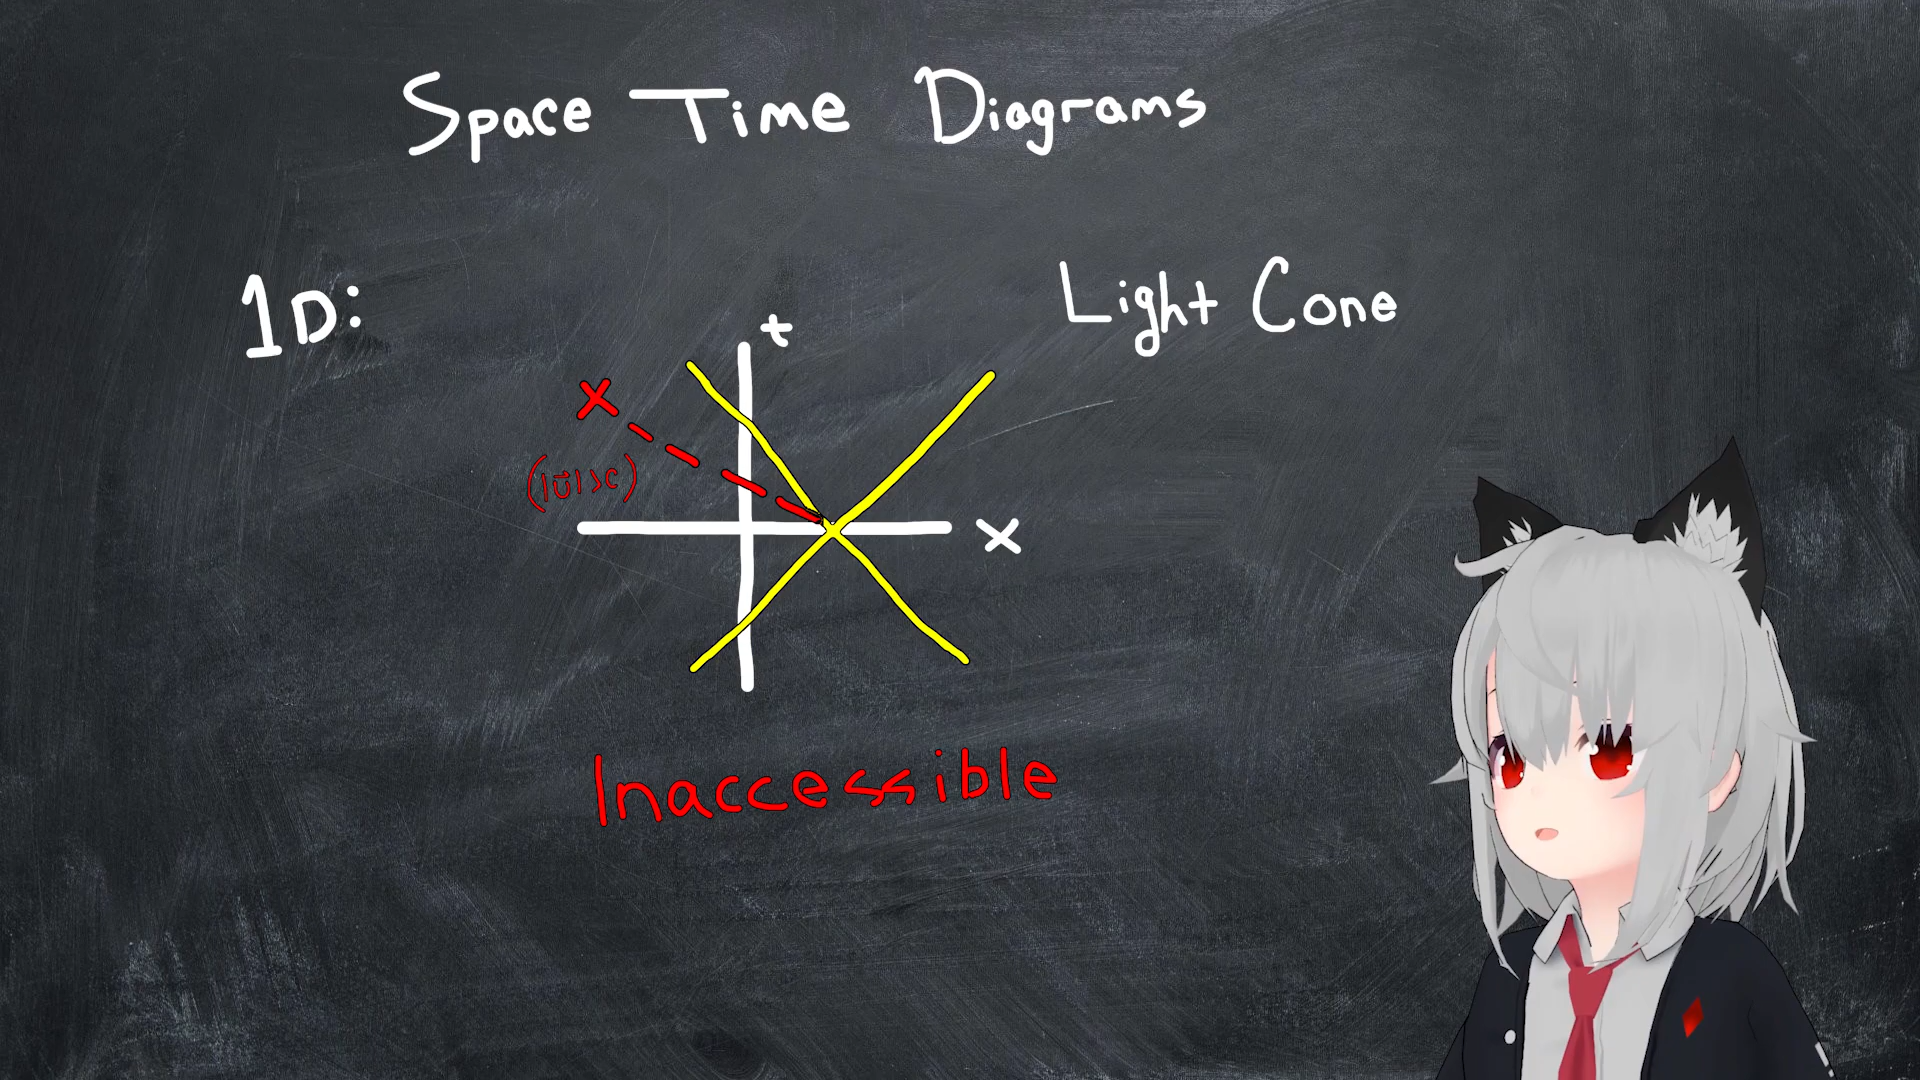 Space Time Diagrams
1D:
Light Cone
t
(|v⃗|>c)
x
Inaccessible